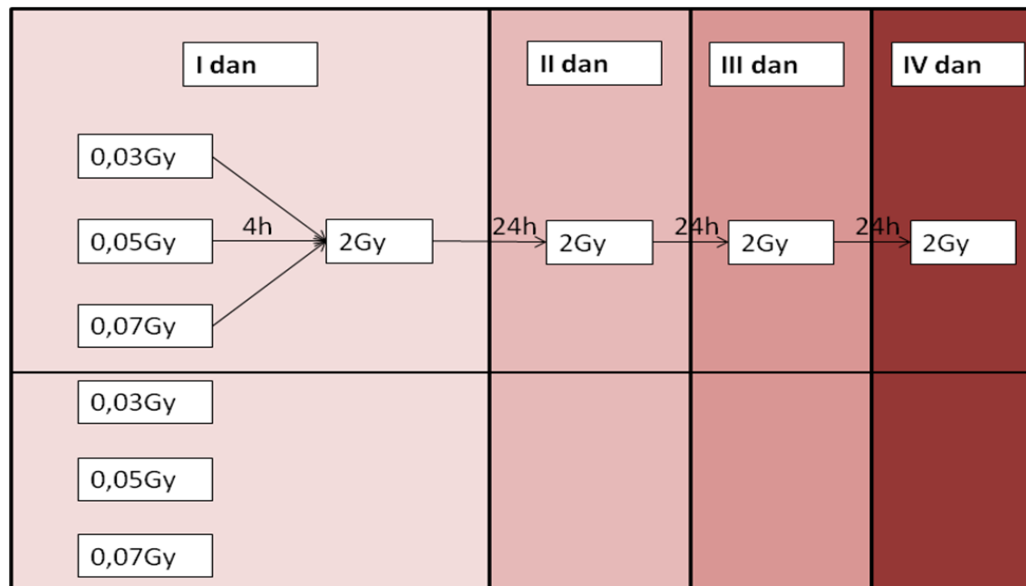 I dan
II dan
III dan
IV dan
0,03Gy
0,05Gy
4h
2Gy
24h
2Gy
24h
2Gy
24h
2Gy
0,07Gy
0,03Gy
0,05Gy
0,07Gy